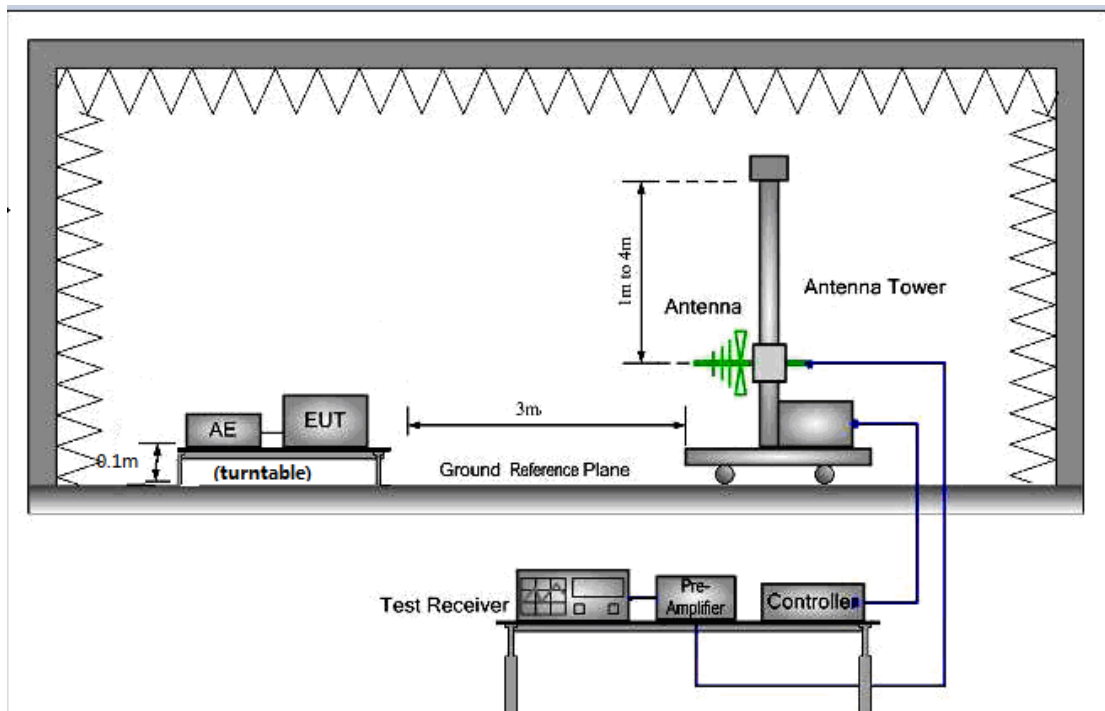 1m to 4m
Antenna Tower
Antenna
3m
AE
EUT
0.1m
(turntable)
Ground Reference Plane
Test Receiver
Pre-
Amplifier
Controller